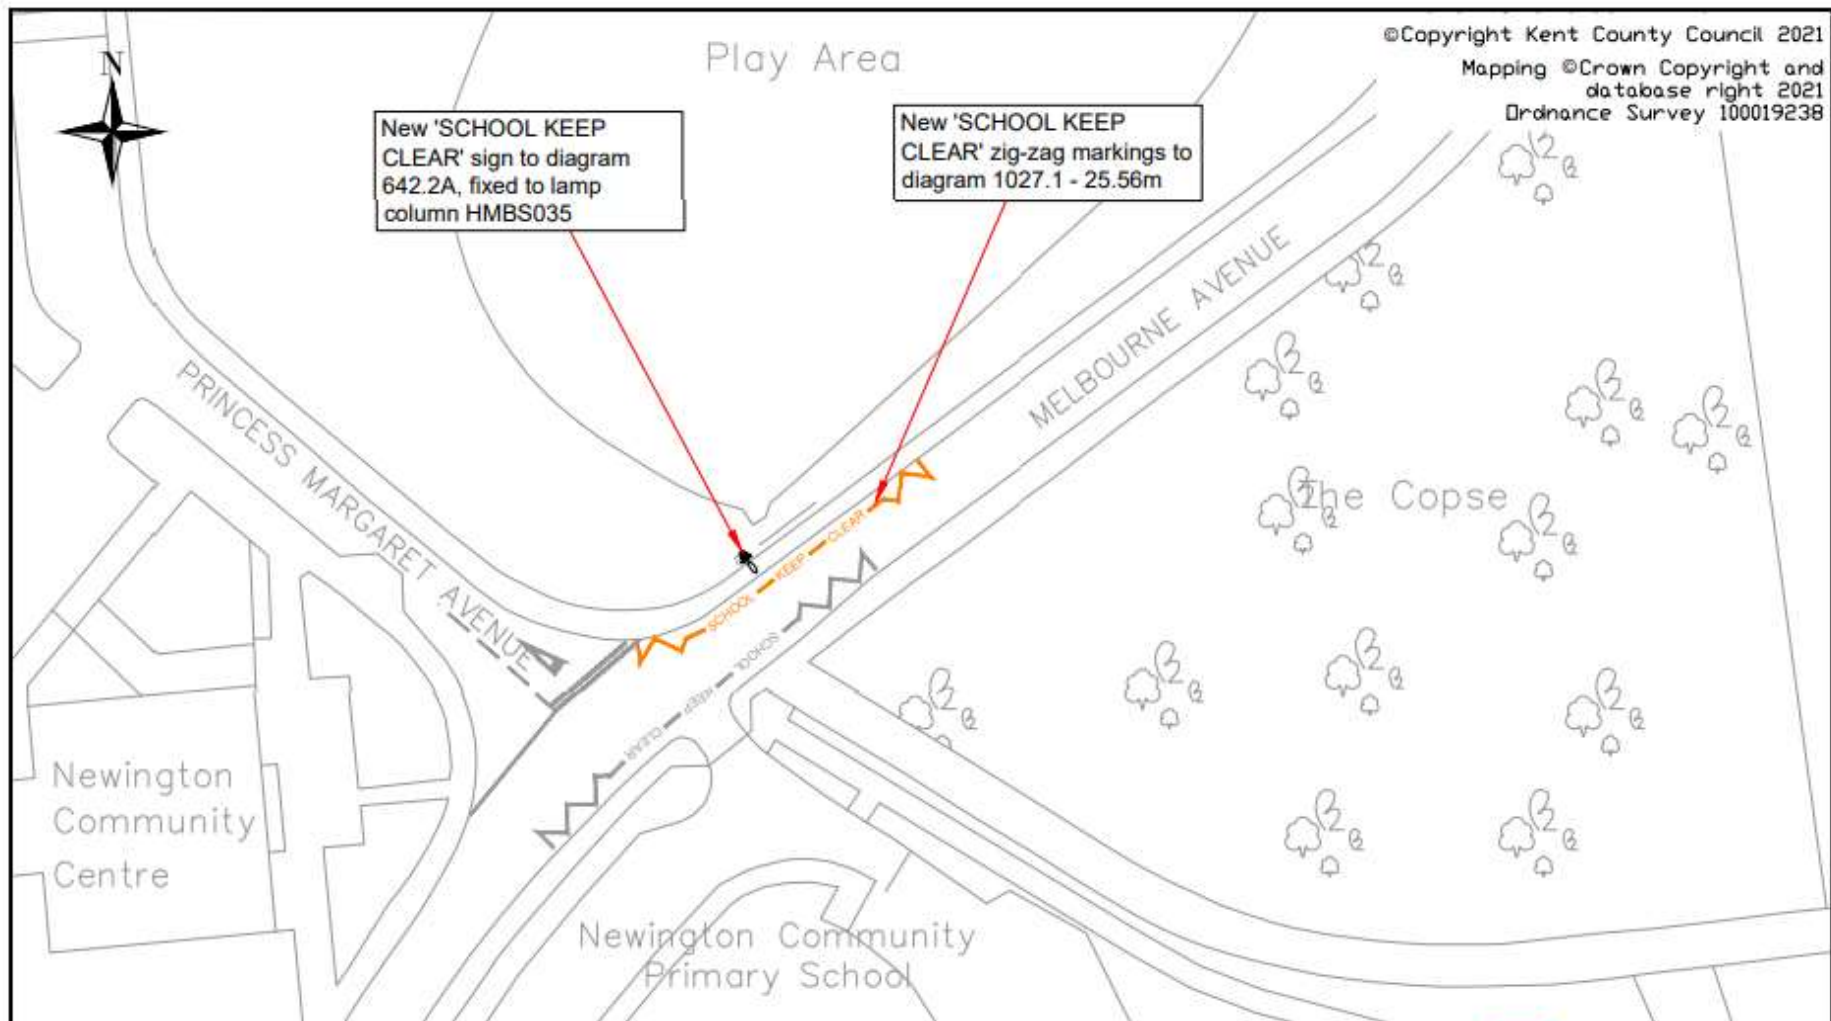 ©Copyright Kent County Council 2021
Mapping ©Crown Copyright and
database right 2021
Ordnance Survey 100019238
N
Play Area
New 'SCHOOL KEEP
CLEAR' sign to diagram
642.2A, fixed to lamp
column HMBS035
New 'SCHOOL KEEP
CLEAR' zig-zag markings to
diagram 1027.1 - 25.56m
MELBOURNE AVENUE
PRINCESS MARGARET AVENUE
The Copse
SCHOOL KEEP CLEAR
SCHOOL KEEP CLEAR
Newington
Community
Centre
Newington Community
Primary School